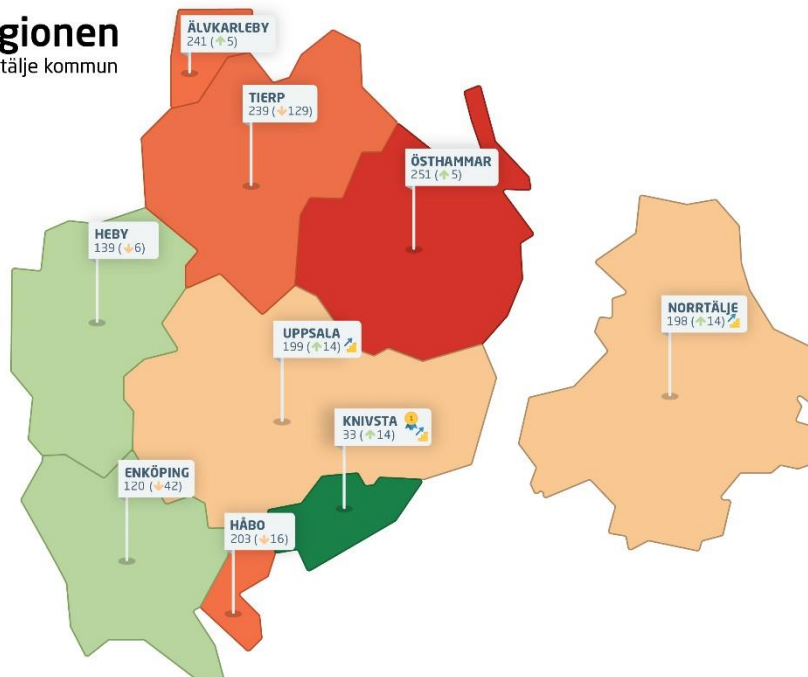 gionen
tälje kommun
ÄLVKARLEBY
241 (↑5)
TIERP
239 (↓129)
ÖSTHAMMAR
251 (↑5)
HEBY
139 (↓6)
NORRTÄLJE
198 (↑14)
UPPSALA
199 (↑14)
KNIVSTA
33 (↑14)
1
ENKÖPING
120 (↓42)
HÅBO
203 (↓16)